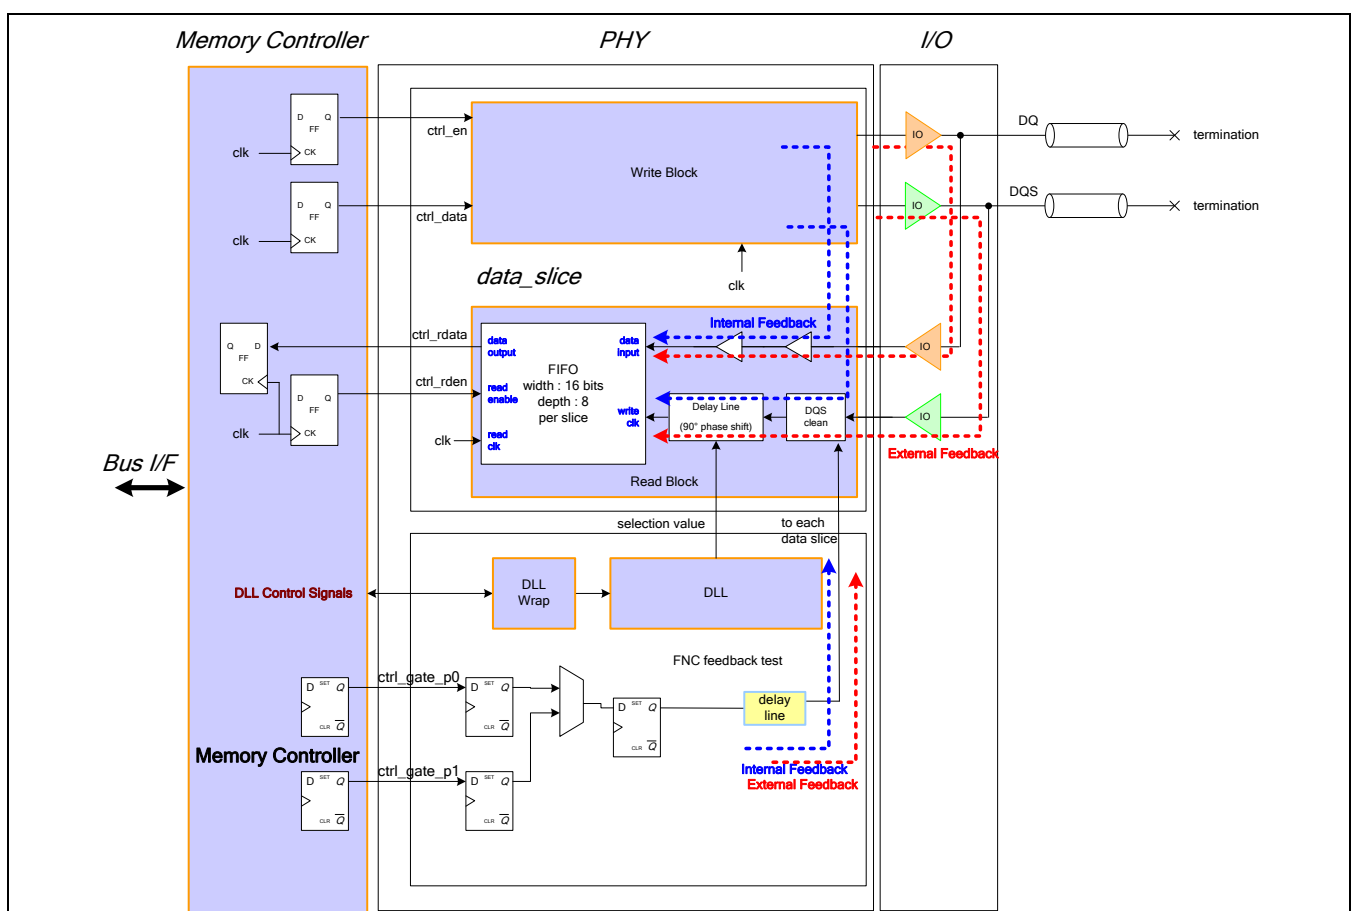 Memory Controller
PHY
I/O
D Q
FF
CK
clk
ctrl_en
Write Block
IO
DQ
termination
D Q
FF
CK
clk
ctrl_data
IO
DQS
termination
clk
data_slice
Q D
FF
CK
ctrl_rdata
data
output
FIFO
width : 16 bits
depth : 8
per slice
data
input
Internal Feedback
IO
D Q
FF
CK
clk
ctrl_rden
read
enable
clk
read
clk
write
clk
Delay Line
(90° phase shift)
DQS
clean
IO
External Feedback
Read Block
Bus I/F
selection value
to each
data slice
DLL Control Signals
DLL
Wrap
DLL
FNC feedback test
D SET Q
CLR Q
ctrl_gate_p0
D SET Q
CLR Q
D SET Q
CLR Q
delay
line
Memory Controller
D SET Q
CLR Q
ctrl_gate_p1
D SET Q
CLR Q
Internal Feedback
External Feedback